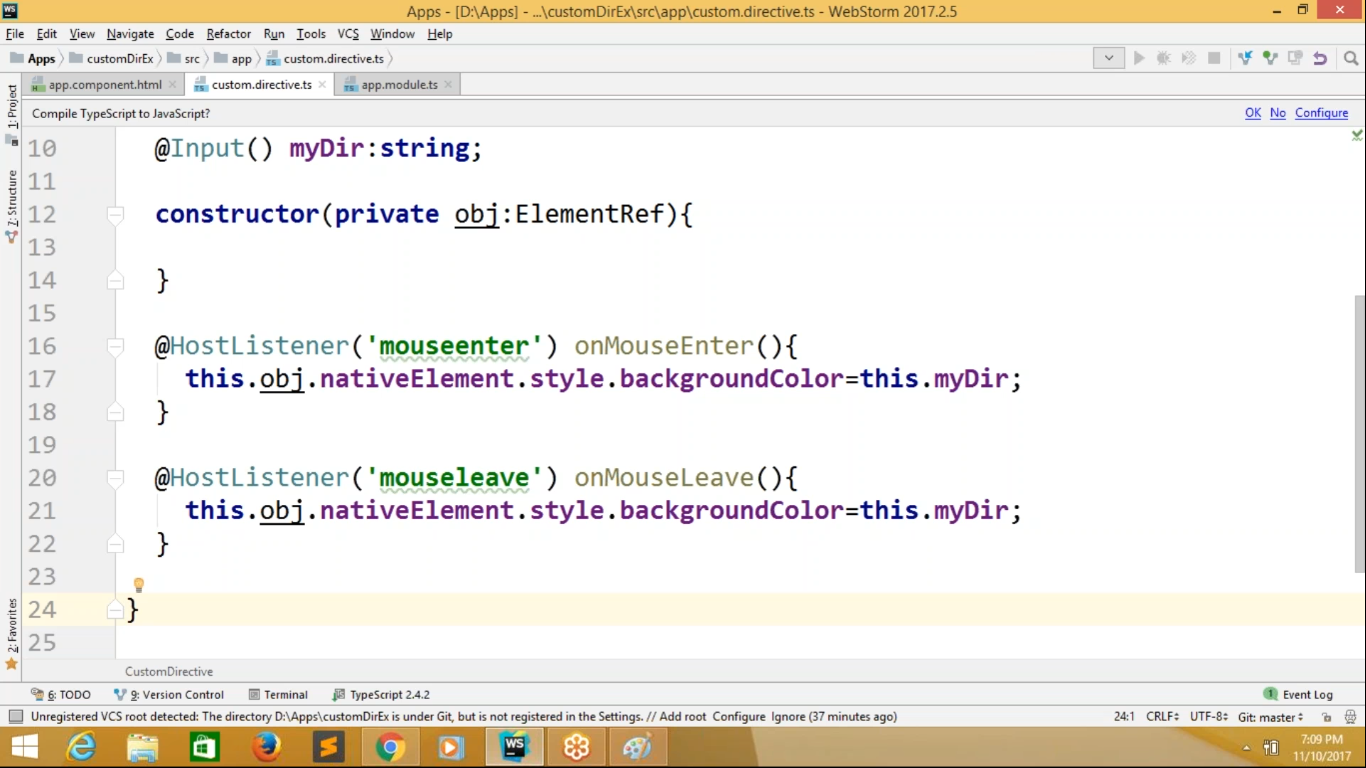 WS
Apps - [D:\Apps] - ...\customDirEx\src\app\custom.directive.ts - WebStorm 2017.2.5
File Edit View Navigate Code Refactor Run Tools VCS Window Help
Apps customDirEx src app custom.directive.ts
app.component.html custom.directive.ts app.module.ts
Compile TypeScript to JavaScript? OK No Configure
1: Project
7: Structure
2: Favorites
10 @Input() myDir:string;
11
12 constructor(private obj:ElementRef){
13
14 }
15
16 @HostListener('mouseenter') onMouseEnter(){
17 this.obj.nativeElement.style.backgroundColor=this.myDir;
18 }
19
20 @HostListener('mouseleave') onMouseLeave(){
21 this.obj.nativeElement.style.backgroundColor=this.myDir;
22 }
23
24 }
25
CustomDirective
6: TODO 9: Version Control Terminal TypeScript 2.4.2 1 Event Log
Unregistered VCS root detected: The directory D:\Apps\customDirEx is under Git, but is not registered in the Settings. // Add root Configure Ignore (37 minutes ago) 24:1 CRLF UTF-8 Git: master
WS
7:09 PM
11/10/2017